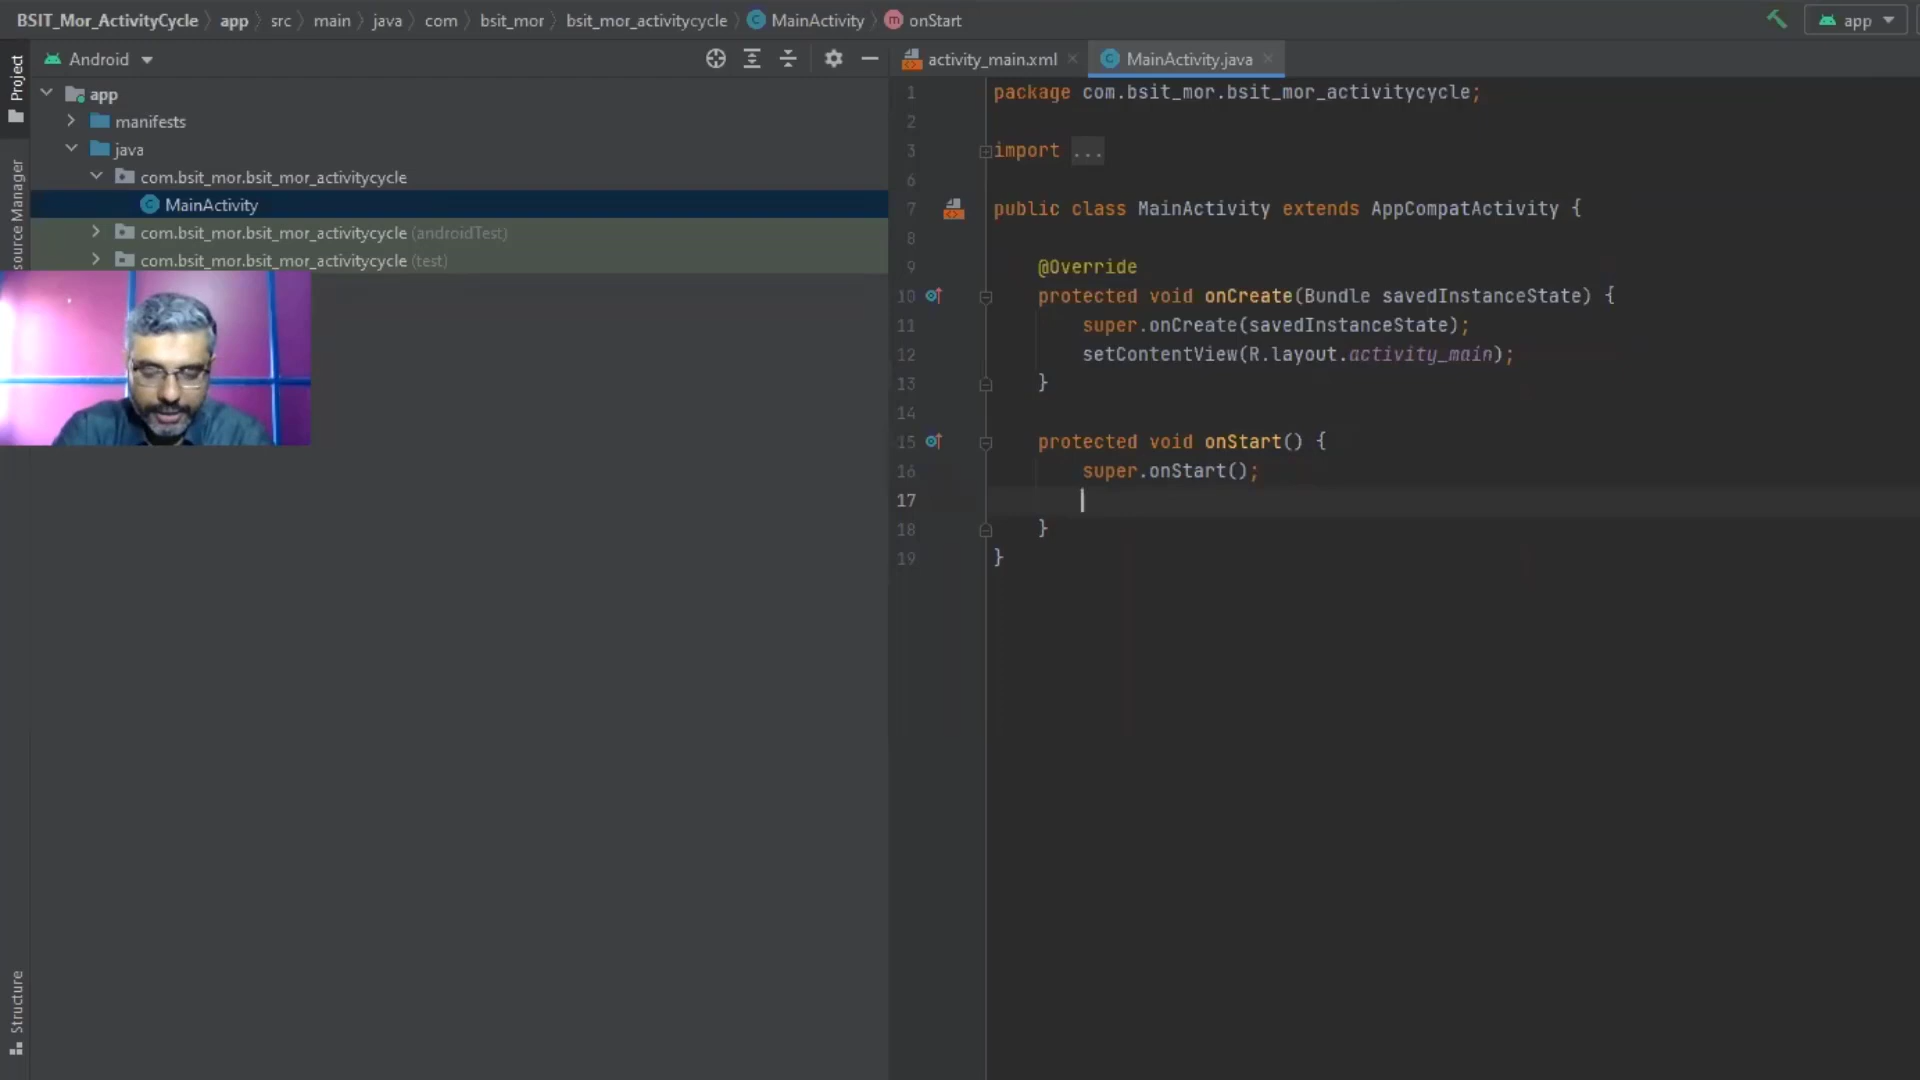 BSIT_Mor_ActivityCycle app src main java com bsit_mor bsit_mor_activitycycle MainActivity onStart app
Project
Android
activity_main.xml MainActivity.java
app
manifests
java
com.bsit_mor.bsit_mor_activitycycle
MainActivity
com.bsit_mor.bsit_mor_activitycycle (androidTest)
com.bsit_mor.bsit_mor_activitycycle (test)
source Manager
Structure
1 package com.bsit_mor.bsit_mor_activitycycle;
2
3 import ...
6
7 public class MainActivity extends AppCompatActivity {
8
9 @Override
10 protected void onCreate(Bundle savedInstanceState) {
11 super.onCreate(savedInstanceState);
12 setContentView(R.layout.activity_main);
13 }
14
15 protected void onStart() {
16 super.onStart();
17
18 }
19 }